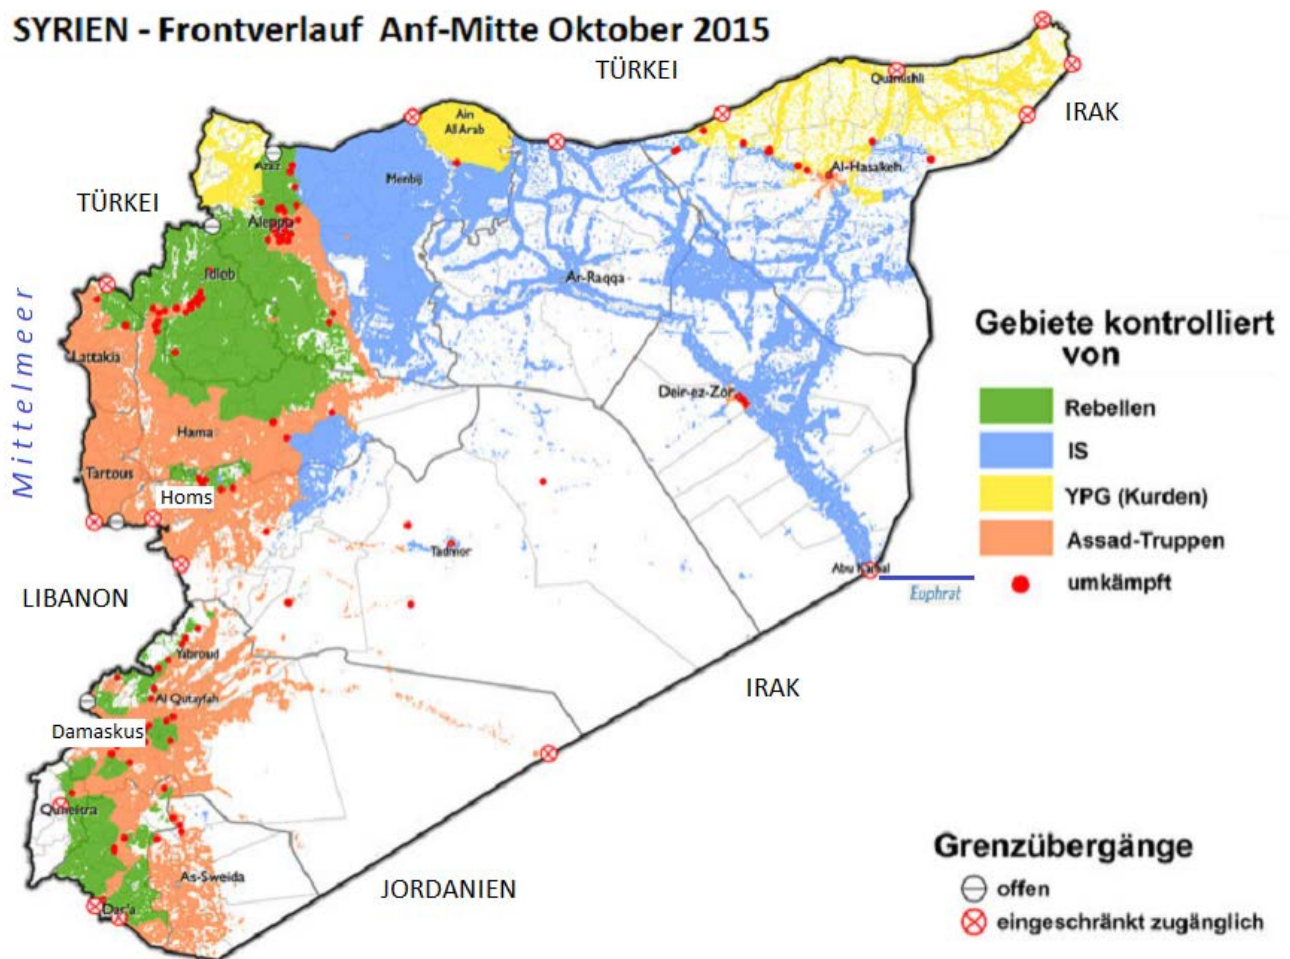 SYRIEN - Frontverlauf Anf-Mitte Oktober 2015
TÜRKEI
Quamishli
IRAK
Ain
All Arab
Azaz
Menbij
Al-Hasakeh
TÜRKEI
Aleppo
Idleb
Ar-Raqqa
Mittelmeer
Lattakia
Deir-ez-Zor
Hama
Tartous
Homs
Tadmor
Abu Kamal
Euphrat
LIBANON
Yabroud
Al Qutayfah
IRAK
Damaskus
Quneitra
As-Sweida
JORDANIEN
Dar'a
Gebiete kontrolliert
von
Rebellen
IS
YPG (Kurden)
Assad-Truppen
umkämpft
Grenzübergänge
offen
eingeschränkt zugänglich